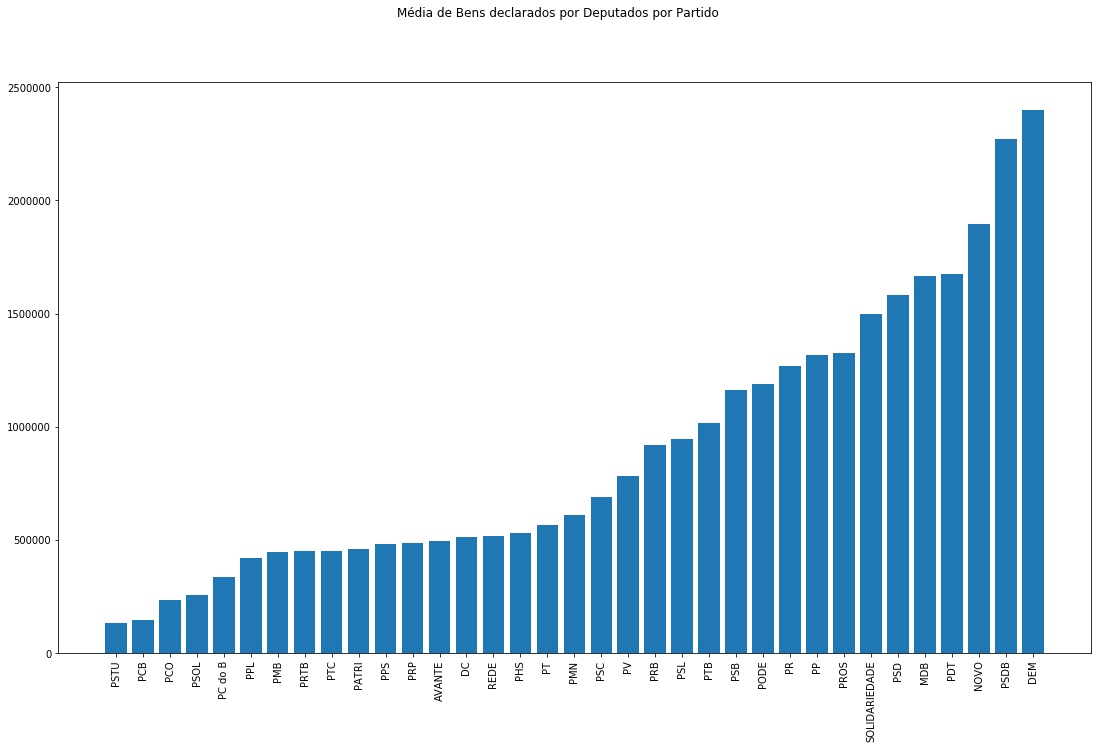 Média de Bens declarados por Deputados por Partido
2500000
2000000
1500000
1000000
500000
0
PSTU
PCB
PCO
PSOL
PC do B
PPL
PMB
PRTB
PTC
PATRI
PPS
PRP
AVANTE
DC
REDE
PHS
PT
PMN
PSC
PV
PRB
PSL
PTB
PSB
PODE
PR
PP
PROS
SOLIDARIEDADE
PSD
MDB
PDT
NOVO
PSDB
DEM